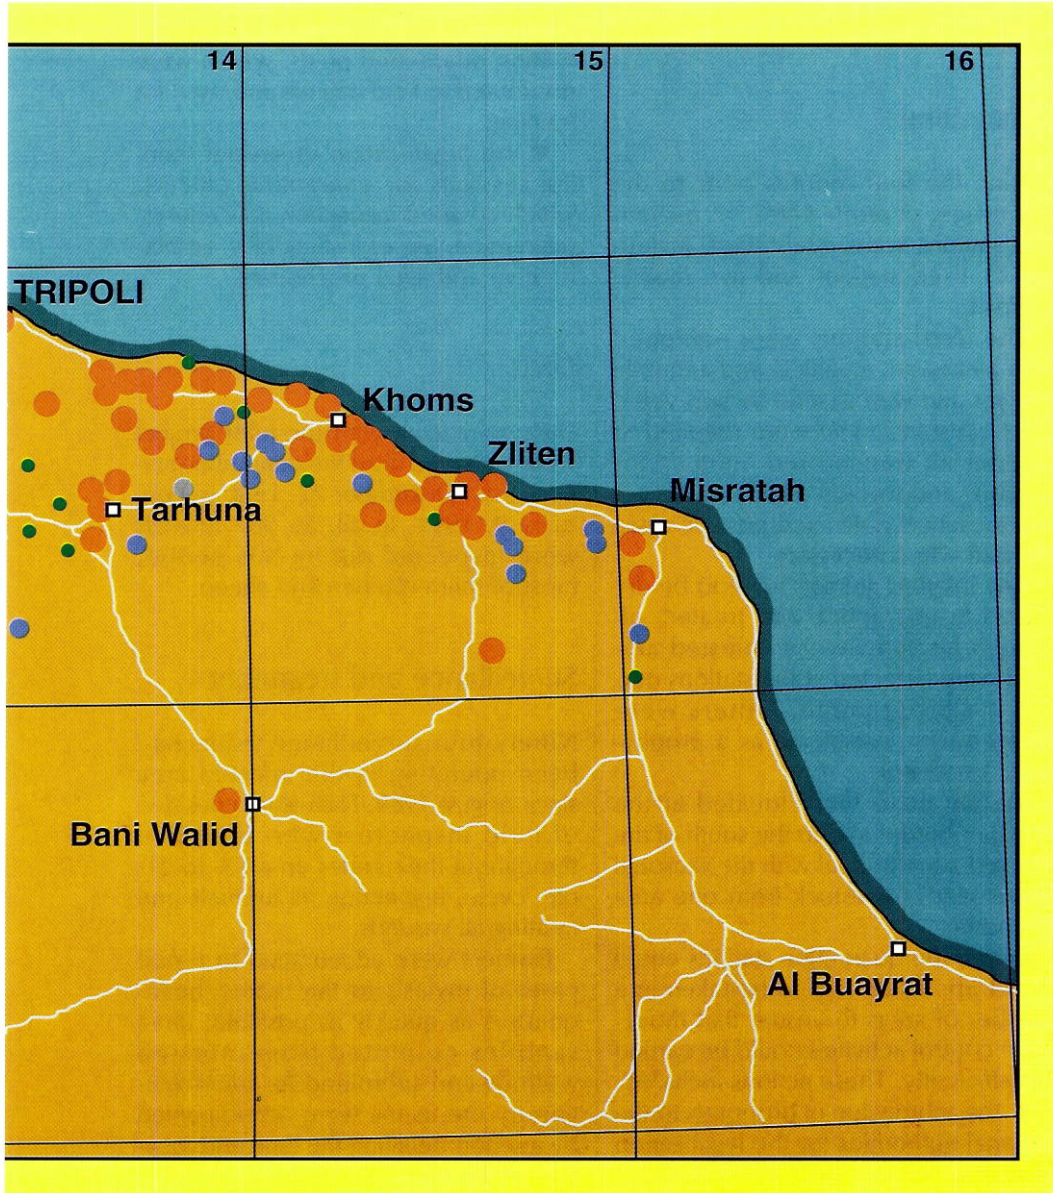 14
15
16
TRIPOLI
Khoms
Zliten
Misratah
Tarhuna
Bani Walid
Al Buayrat